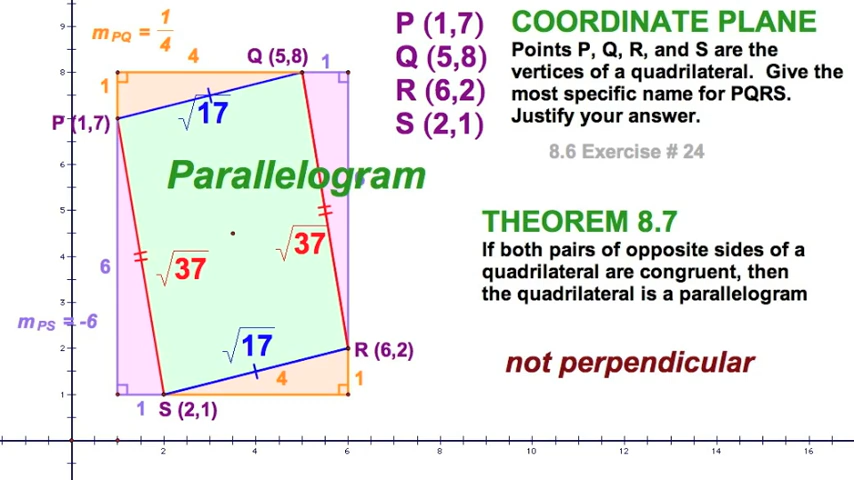 9
m PQ = 1/4
4
Q (5,8)
1
8
1
√17
P (1,7)
6
Parallelogram
5
4
6
√37
√37
3
m PS = -6
√17
2
R (6,2)
4
1
1
1
S (2,1)
2
4
6
8
10
12
14
16
P (1,7)
Q (5,8)
R (6,2)
S (2,1)
COORDINATE PLANE
Points P, Q, R, and S are the
vertices of a quadrilateral. Give the
most specific name for PQRS.
Justify your answer.
8.6 Exercise # 24
THEOREM 8.7
If both pairs of opposite sides of a
quadrilateral are congruent, then
the quadrilateral is a parallelogram
not perpendicular